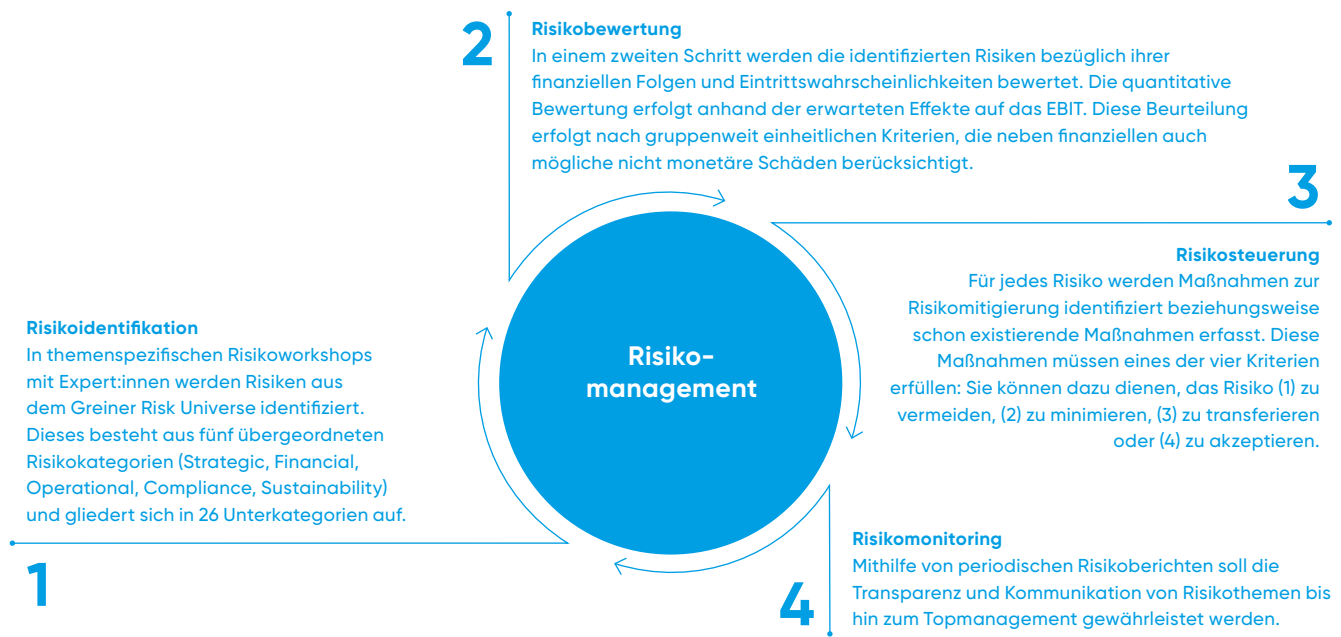 2
Risikobewertung
In einem zweiten Schritt werden die identifizierten Risiken bezüglich ihrer
finanziellen Folgen und Eintrittswahrscheinlichkeiten bewertet. Die quantitative
Bewertung erfolgt anhand der erwarteten Effekte auf das EBIT. Diese Beurteilung
erfolgt nach gruppenweit einheitlichen Kriterien, die neben finanziellen auch
mögliche nicht monetäre Schäden berücksichtigt.
3
Risikosteuerung
Für jedes Risiko werden Maßnahmen zur
Risikomitigierung identifiziert beziehungsweise
schon existierende Maßnahmen erfasst. Diese
Maßnahmen müssen eines der vier Kriterien
erfüllen: Sie können dazu dienen, das Risiko (1) zu
vermeiden, (2) zu minimieren, (3) zu transferieren
oder (4) zu akzeptieren.
Risikoidentifikation
In themenspezifischen Risikoworkshops
mit Expert:innen werden Risiken aus
dem Greiner Risk Universe identifiziert.
Dieses besteht aus fünf übergeordneten
Risikokategorien (Strategic, Financial,
Operational, Compliance, Sustainability)
und gliedert sich in 26 Unterkategorien auf.
1
Risiko-
management
Risikomonitoring
Mithilfe von periodischen Risikoberichten soll die
Transparenz und Kommunikation von Risikothemen bis
hin zum Topmanagement gewährleistet werden.
4